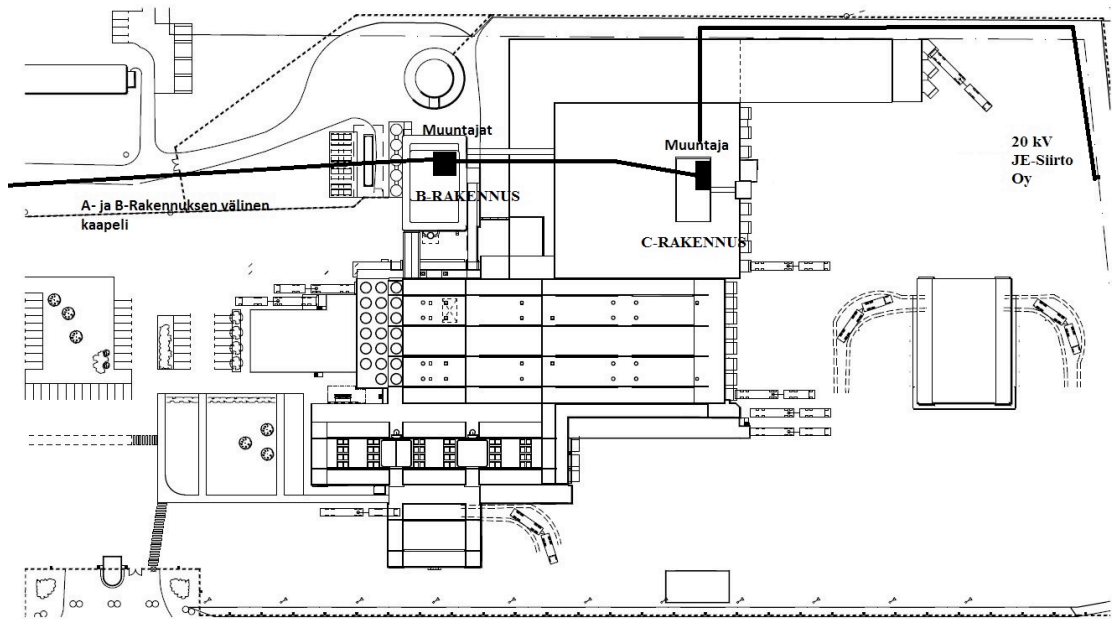 Muuntajat
Muuntaja
20 kV
JE-Siirto
Oy
A- ja B-Rakennuksen välinen
kaapeli
B-RAKENNUS
C-RAKENNUS